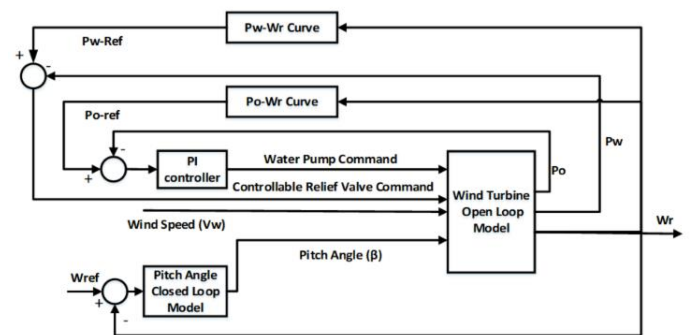 Pw-Wr Curve
Pw-Ref
+
-
Po-Wr Curve
Po-ref
Pw
-
PI
controller
Water Pump Command
Po
+
Controllable Relief Valve Command
Wind Turbine
Open Loop
Model
Wr
Wind Speed (Vw)
Pitch Angle (β)
Wref
Pitch Angle
Closed Loop
Model
+
-